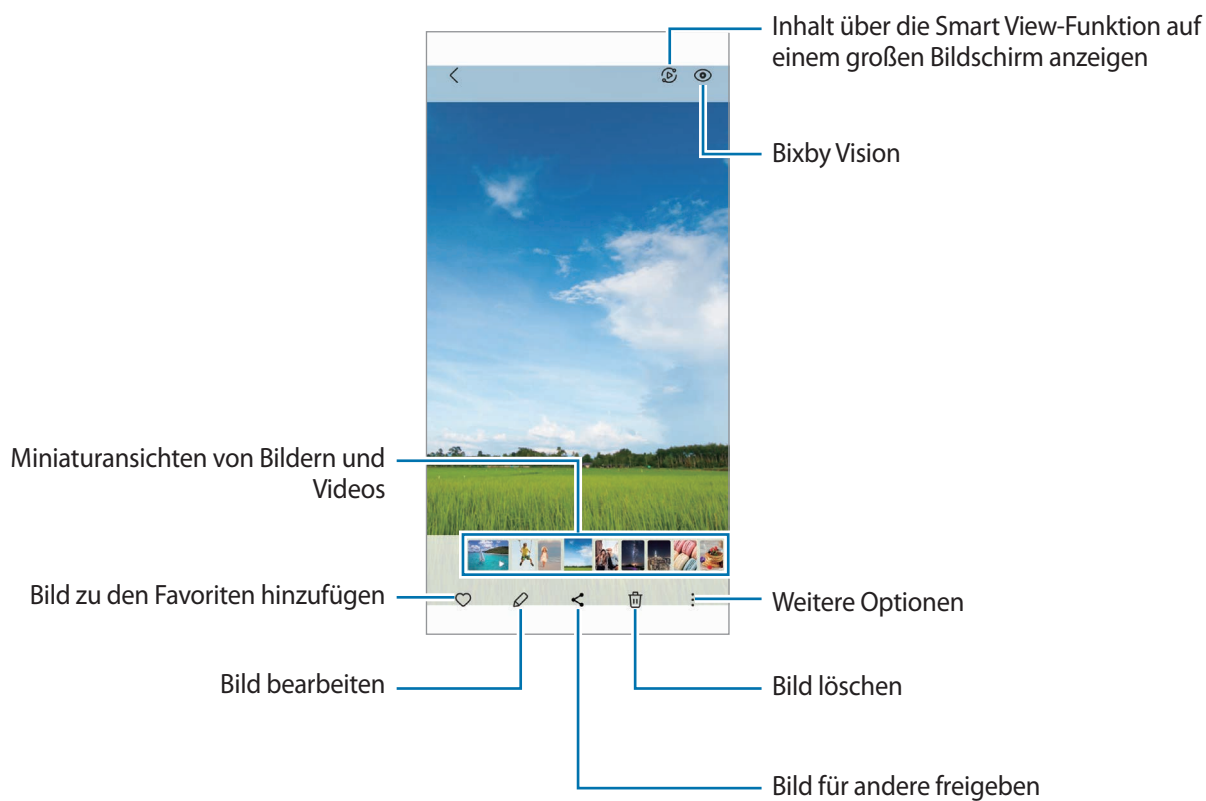 Inhalt über die Smart View-Funktion auf
einem großen Bildschirm anzeigen
Bixby Vision
Miniaturansichten von Bildern und
Videos
Bild zu den Favoriten hinzufügen
Weitere Optionen
Bild bearbeiten
Bild löschen
Bild für andere freigeben